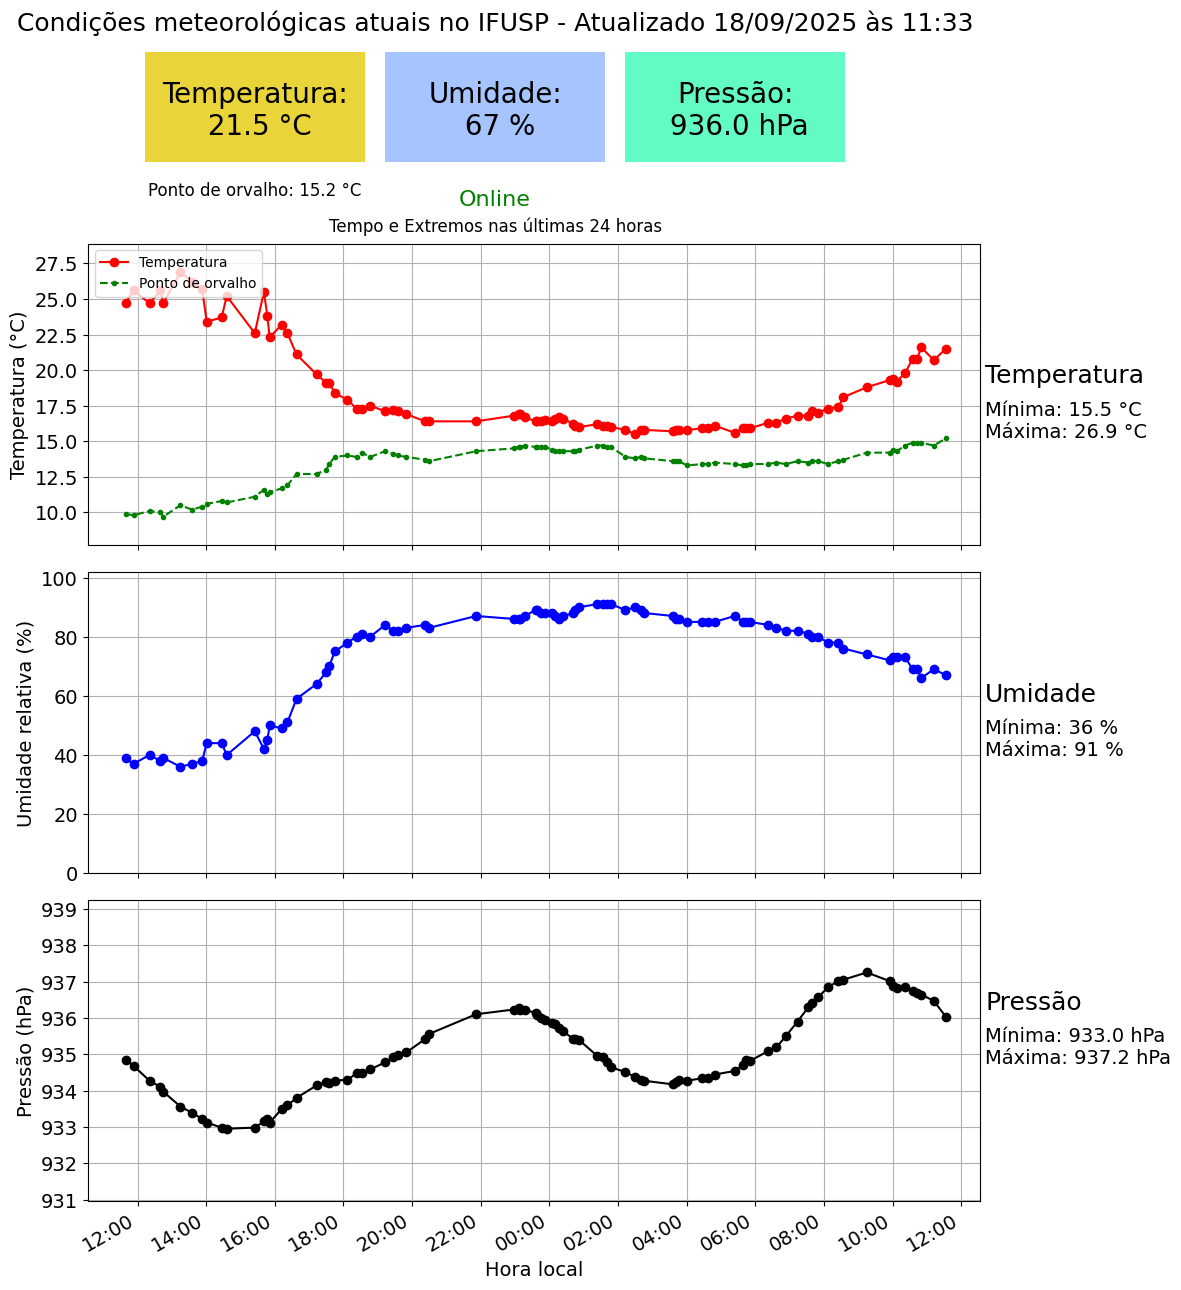 Condições meteorológicas atuais no IFUSP - Atualizado 18/09/2025 às 11:33
Temperatura:
21.5 °C
Umidade:
67 %
Pressão:
936.0 hPa
Ponto de orvalho: 15.2 °C
Online
Tempo e Extremos nas últimas 24 horas
Temperatura (°C)
27.5
25.0
22.5
20.0
17.5
15.0
12.5
10.0
Temperatura
Ponto de orvalho
Temperatura
Mínima: 15.5 °C
Máxima: 26.9 °C
Umidade relativa (%)
100
80
60
40
20
0
Umidade
Mínima: 36 %
Máxima: 91 %
Pressão (hPa)
939
938
937
936
935
934
933
932
931
Pressão
Mínima: 933.0 hPa
Máxima: 937.2 hPa
12:00 14:00 16:00 18:00 20:00 22:00 00:00 02:00 04:00 06:00 08:00 10:00 12:00
Hora local